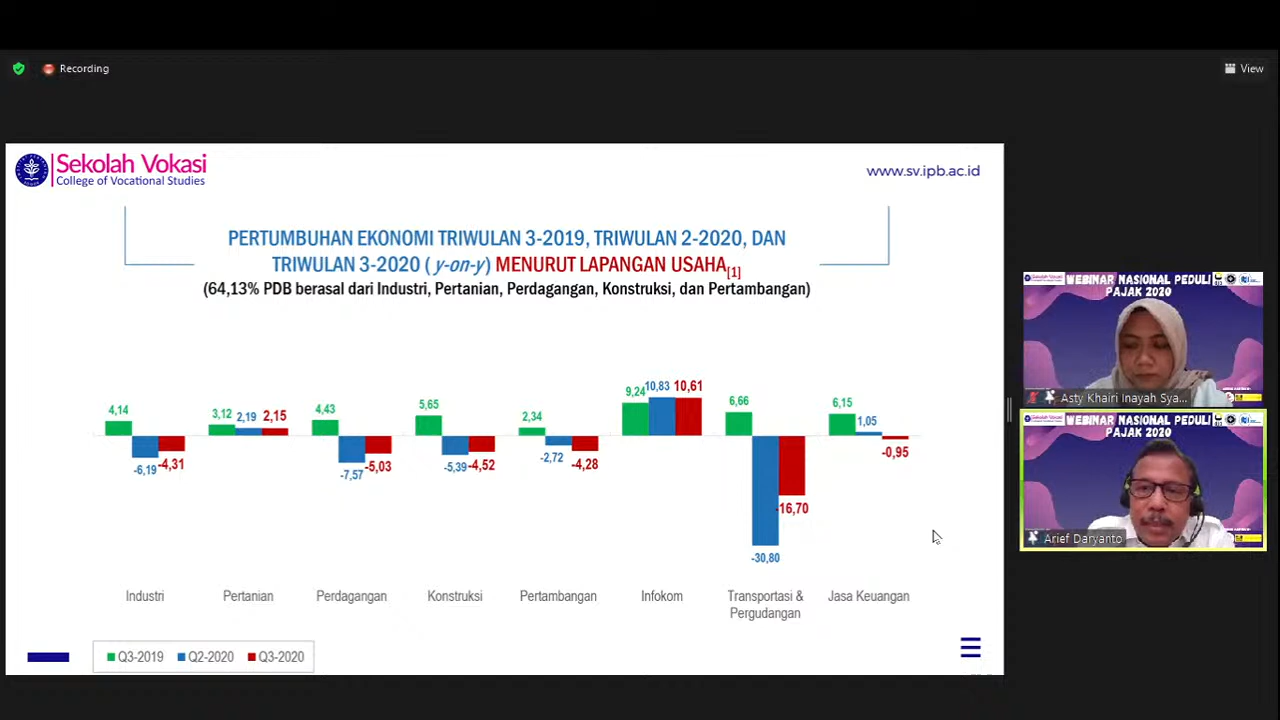 Recording
View
Sekolah Vokasi
College of Vocational Studies
www.sv.ipb.ac.id
PERTUMBUHAN EKONOMI TRIWULAN 3-2019, TRIWULAN 2-2020, DAN
TRIWULAN 3-2020 ( y-on-y) MENURUT LAPANGAN USAHA[1]
(64,13% PDB berasal dari Industri, Pertanian, Perdagangan, Konstruksi, dan Pertambangan)
4,14 -6,19 -4,31
3,12 2,19 2,15
4,43 -7,57 -5,03
5,65 -5,39 -4,52
2,34 -2,72 -4,28
9,24 10,83 10,61
6,66 -30,80 -16,70
6,15 1,05 -0,95
Industri
Pertanian
Perdagangan
Konstruksi
Pertambangan
Infokom
Transportasi &
Pergudangan
Jasa Keuangan
Q3-2019 Q2-2020 Q3-2020
WEBINAR NASIONAL PEDULI
PAJAK 2020
Asty Khairi Inayah Sya...
WEBINAR NASIONAL PEDULI
PAJAK 2020
Arief Daryanto